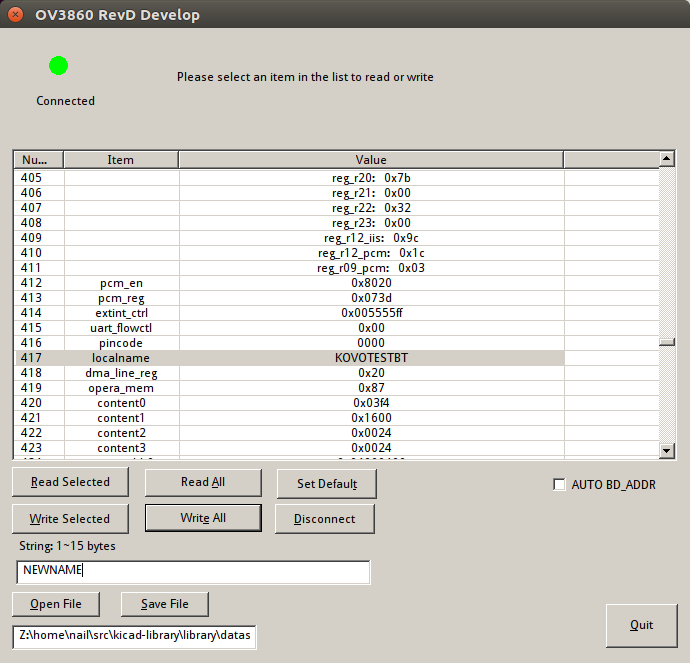 OV3860 RevD Develop
Please select an item in the list to read or write
Connected
Nu... Item Value
405 reg_r20: 0x7b
406 reg_r21: 0x00
407 reg_r22: 0x32
408 reg_r23: 0x00
409 reg_r12_iis: 0x9c
410 reg_r12_pcm: 0x1c
411 reg_r09_pcm: 0x03
412 pcm_en 0x8020
413 pcm_reg 0x073d
414 extint_ctrl 0x005555ff
415 uart_flowctl 0x00
416 pincode 0000
417 localname KOVOTESTBT
418 dma_line_reg 0x20
419 opera_mem 0x87
420 content0 0x03f4
421 content1 0x1600
422 content2 0x0024
423 content3 0x0024
Read Selected Read All Set Default AUTO BD_ADDR
Write Selected Write All Disconnect
String: 1~15 bytes
NEWNAME
Open File Save File
Quit
Z:\home\nail\src\kicad-library\library\datas